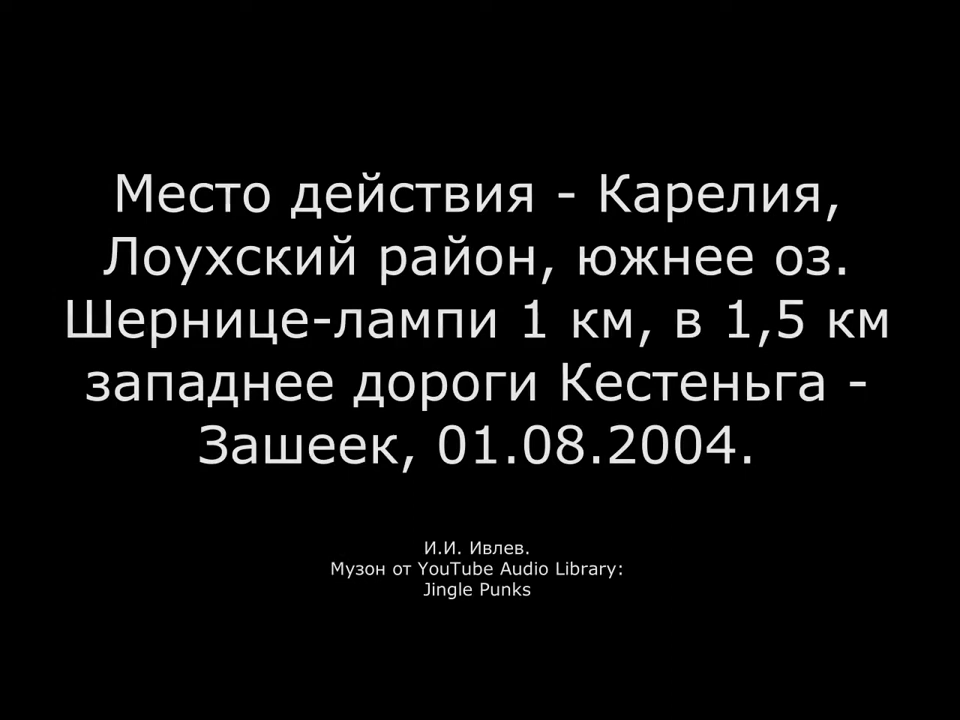 Место действия - Карелия,
Лоухский район, южнее оз.
Шернице-лампи 1 км, в 1,5 км
западнее дороги Кестеньга -
Зашеек, 01.08.2004.
И.И. Ивлев.
Музон от YouTube Audio Library:
Jingle Punks